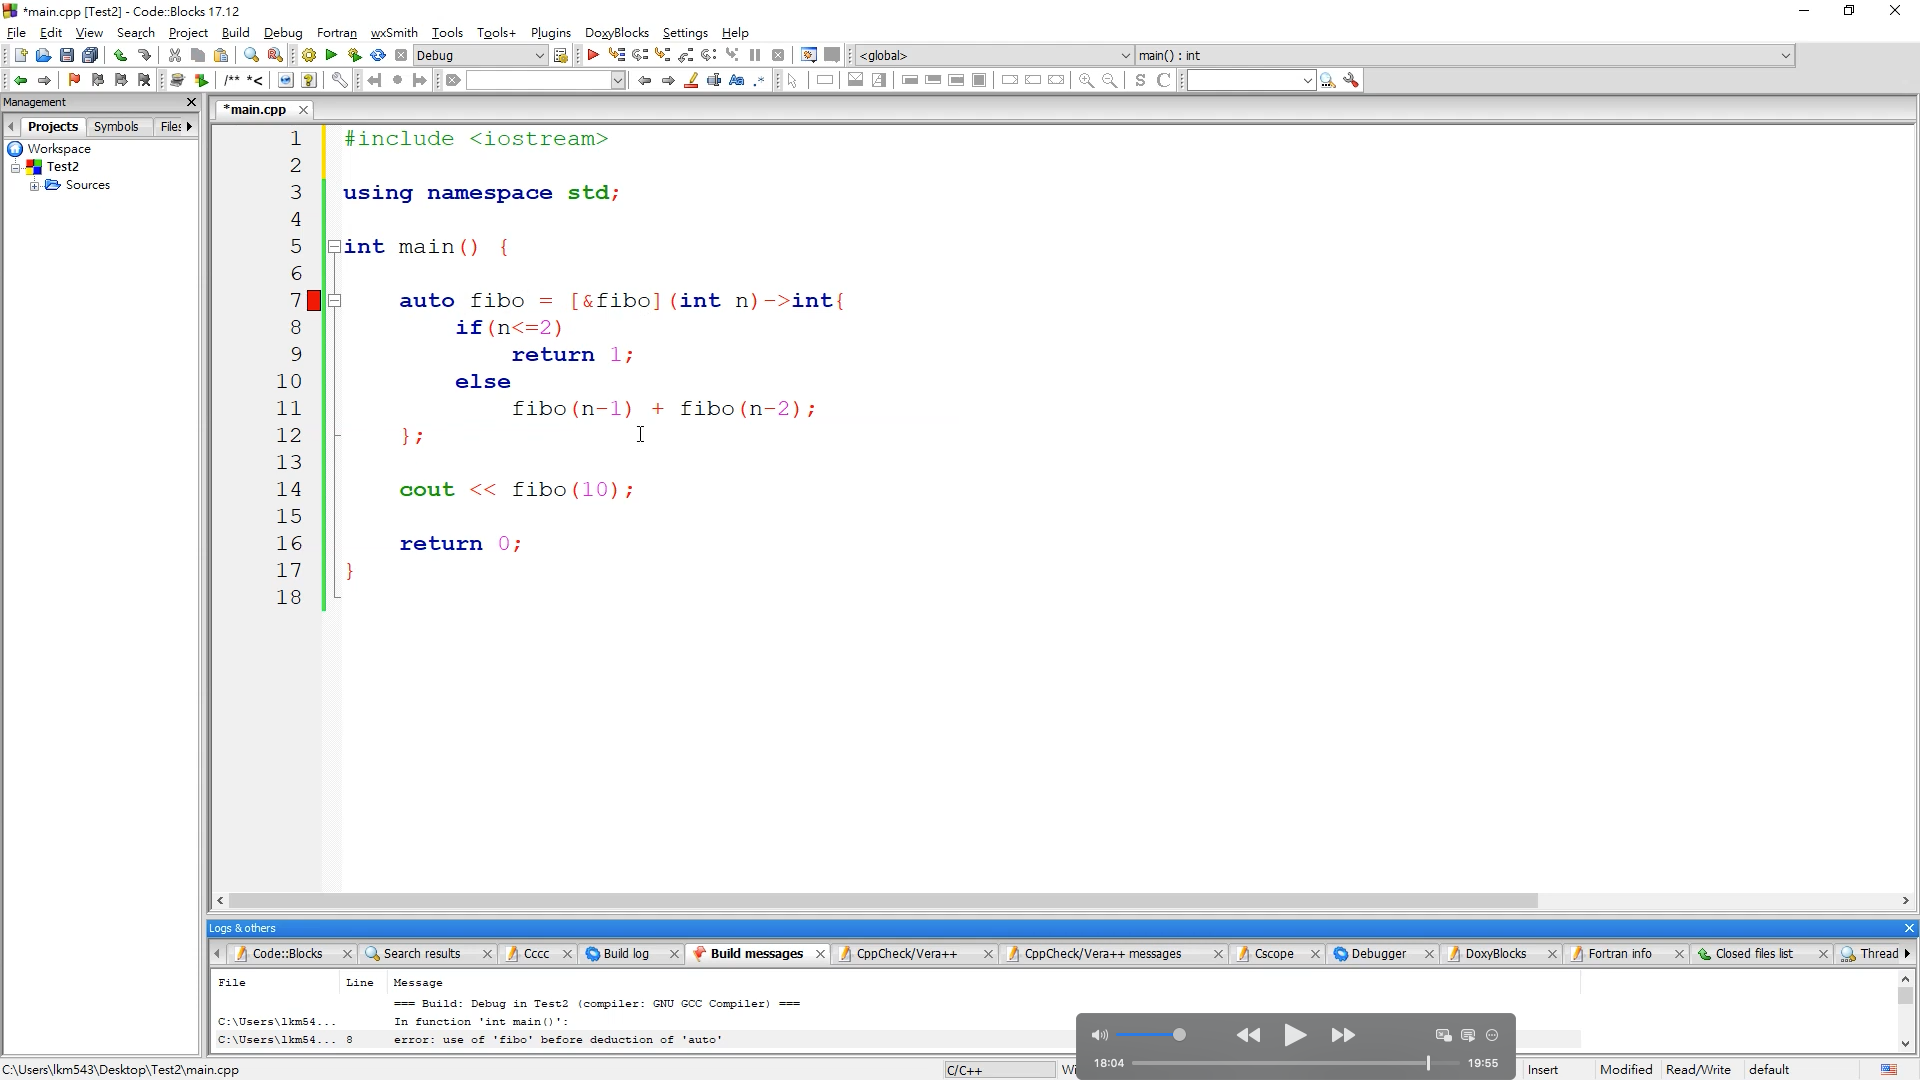 *main.cpp [Test2] - Code::Blocks 17.12
File Edit View Search Project Build Debug Fortran wxSmith Tools Tools+ Plugins DoxyBlocks Settings Help
Debug <global> main() : int
/** *<
Management
*main.cpp
Projects Symbols Files
Workspace
Test2
Sources
1 #include <iostream>
2
3 using namespace std;
4
5 int main() {
6
7 auto fibo = [&fibo](int n)->int{
8 if(n<=2)
9 return 1;
10 else
11 fibo(n-1) + fibo(n-2);
12 };
13
14 cout << fibo(10);
15
16 return 0;
17 }
18
Logs & others
Code::Blocks Search results Cccc Build log Build messages CppCheck/Vera++ CppCheck/Vera++ messages Cscope Debugger DoxyBlocks Fortran info Closed files list Thread
File Line Message
=== Build: Debug in Test2 (compiler: GNU GCC Compiler) ===
C:\Users\lkm54... In function 'int main()':
C:\Users\lkm54... 8 error: use of 'fibo' before deduction of 'auto'
18:04 19:55
C:\Users\lkm543\Desktop\Test2\main.cpp C/C++ Insert Modified Read/Write default